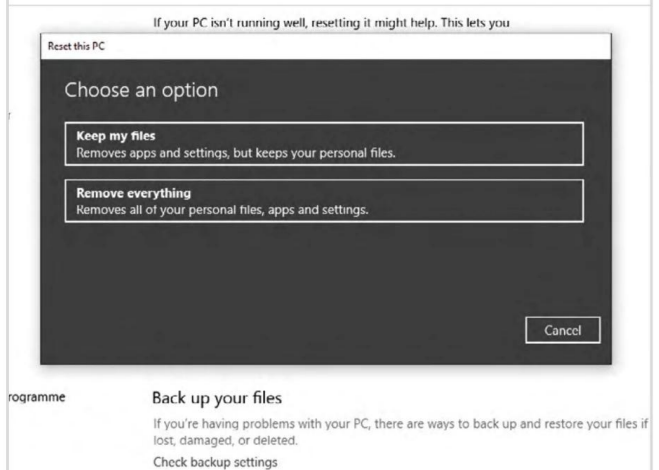 If your PC isn't running well, resetting it might help. This lets you
Reset this PC
Choose an option
Keep my files
Removes apps and settings, but keeps your personal files.
Remove everything
Removes all of your personal files, apps and settings.
Cancel
rogramme
Back up your files
If you're having problems with your PC, there are ways to back up and restore your files if
lost, damaged, or deleted.
Check backup settings